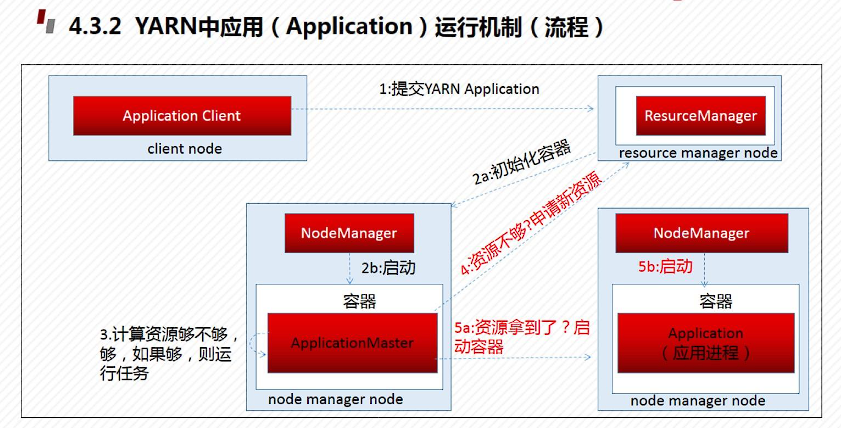 4.3.2 YARN中应用（Application）运行机制（流程）
1:提交YARN Application
Application Client
client node
ResurceManager
resource manager node
2a:初始化容器
4:资源不够?申请新资源
NodeManager
2b:启动
容器
ApplicationMaster
node manager node
3.计算资源够不够，
够，如果够，则运
行任务
5a:资源拿到了？启
动容器
NodeManager
5b:启动
容器
Application
（应用进程）
node manager node